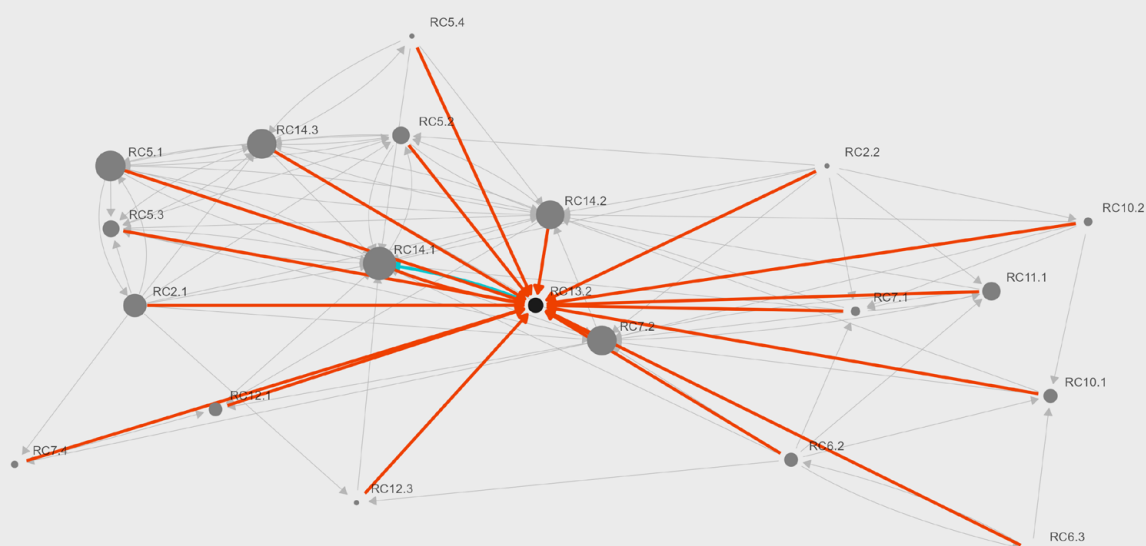 RC5.4
RC5.2
RC14.3
RC5.1
RC2.2
RC14.2
RC5.3
RC10.2
RC14.1
RC11.1
RC2.1
RC13.2
RC7.1
RC7.2
RC10.1
RC12.1
RC6.2
RC7.4
RC12.3
RC6.3